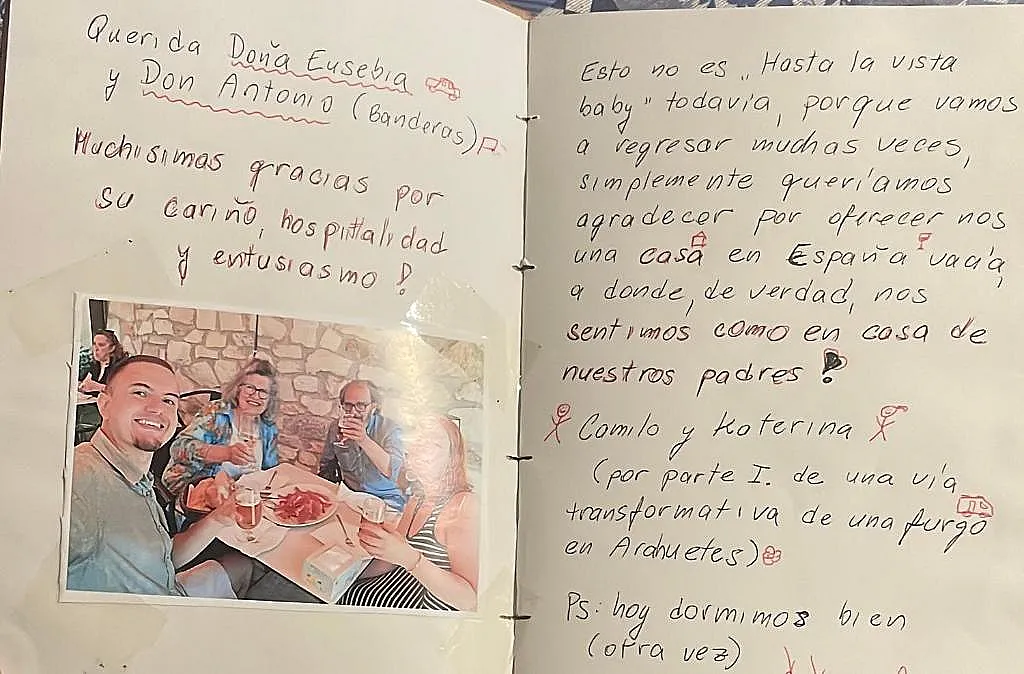 Querida Doña Eusebia
y Don Antonio (Banderas)
Muchisimas gracias por
su cariño, hospitalidad
y entusiasmo !
Esto no es „Hasta la vista
baby" todavía, porque vamos
a regresar muchas veces,
simplemente queríamos
agradecer por ofrecer nos
una casa en España vacía,
a donde, de verdad, nos
sentimos como en casa de
nuestros padres !
Camilo y Katerina
(por parte I. de una vía
transformativa de una furgo
en Arahuetes)
Ps: hoy dormimos bien
(otra vez)